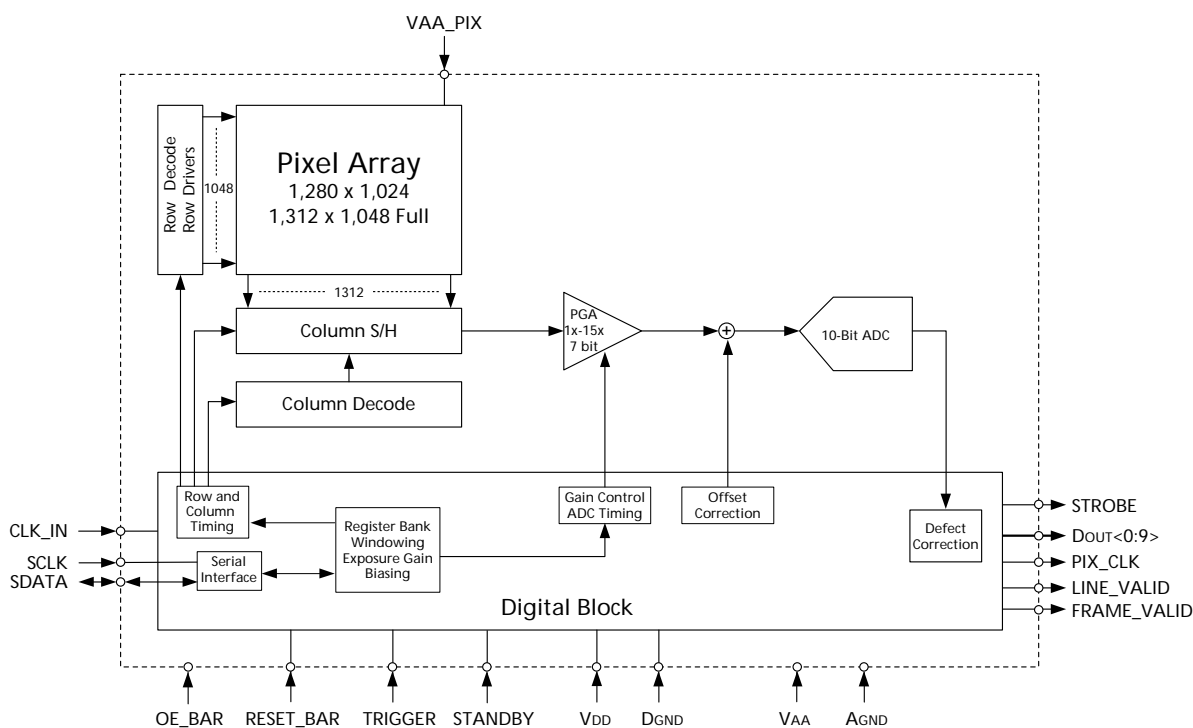 VAA_PIX
Row Decode
Row Drivers
1048
Pixel Array
1,280 x 1,024
1,312 x 1,048 Full
1312
Column S/H
PGA
1x-15x
7 bit
+
10-Bit ADC
Column Decode
Row and
Column
Timing
Gain Control
ADC Timing
Offset
Correction
Register Bank
Windowing
Exposure Gain
Biasing
Defect
Correction
Serial
Interface
Digital Block
CLK_IN
SCLK
SDATA
STROBE
DOUT<0:9>
PIX_CLK
LINE_VALID
FRAME_VALID
OE_BAR
RESET_BAR
TRIGGER
STANDBY
VDD
DGND
VAA
AGND